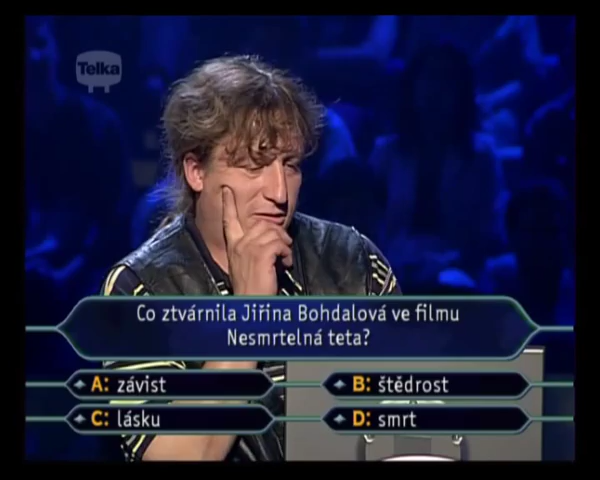 Telka
Co ztvárnila Jiřina Bohdalová ve filmu
Nesmrtelná teta?
A: závist
B: štědrost
C: lásku
D: smrt